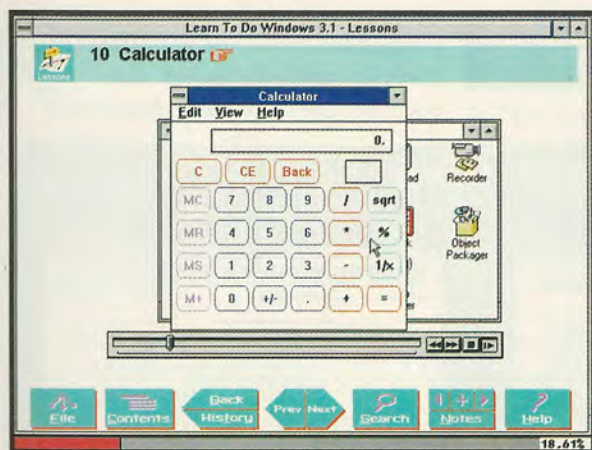 Learn To Do Windows 3.1 - Lessons
Lessons
10 Calculator
Calculator
Edit View Help
0.
C CE Back
MC 7 8 9 / sqrt
MR 4 5 6 * %
MS 1 2 3 - 1/x
M+ 0 +/- . + =
Recorder
Object
Packager
File
Contents
Back
History
Prev Next
Search
Notes
Help
18.61%